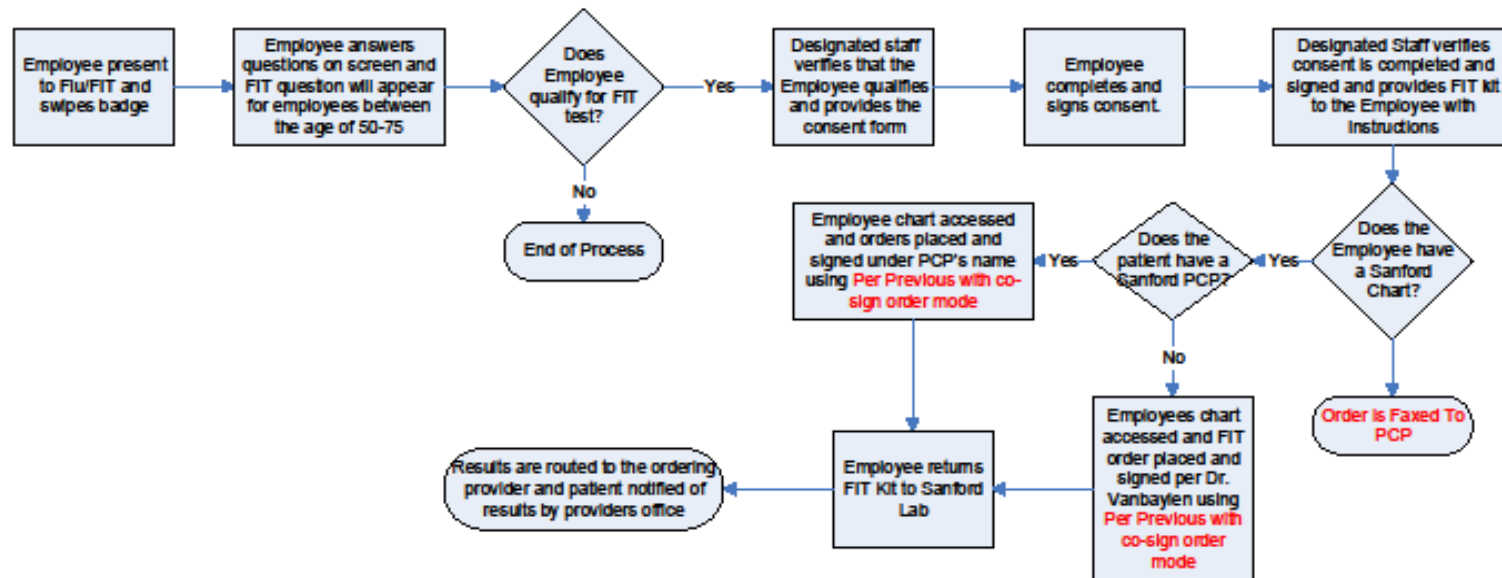 Employee present
to Flu/FIT and
swipes badge
Employee answers
questions on screen and
FIT question will appear
for employees between
the age of 50-75
Does
Employee
qualify for FIT
test?
Yes
Designated staff
verifies that the
Employee qualifies
and provides the
consent form
Employee
completes and
signs consent.
Designated Staff verifies
consent is completed and
signed and provides FIT kit
to the Employee with
Instructions
No
End of Process
Employee chart accessed
and orders placed and
signed under PCP's name
using Per Previous with co-
sign order mode
Yes
Does the
patient have a
Sanford PCP?
Yes
Does the
Employee have
a Sanford
Chart?
No
Order is Faxed To
PCP
Employees chart
accessed and FIT
order placed and
signed per Dr.
Vanbaylen using
Per Previous with
co-sign order
mode
Employee returns
FIT Kit to Sanford
Lab
Results are routed to the ordering
provider and patient notified of
results by providers office